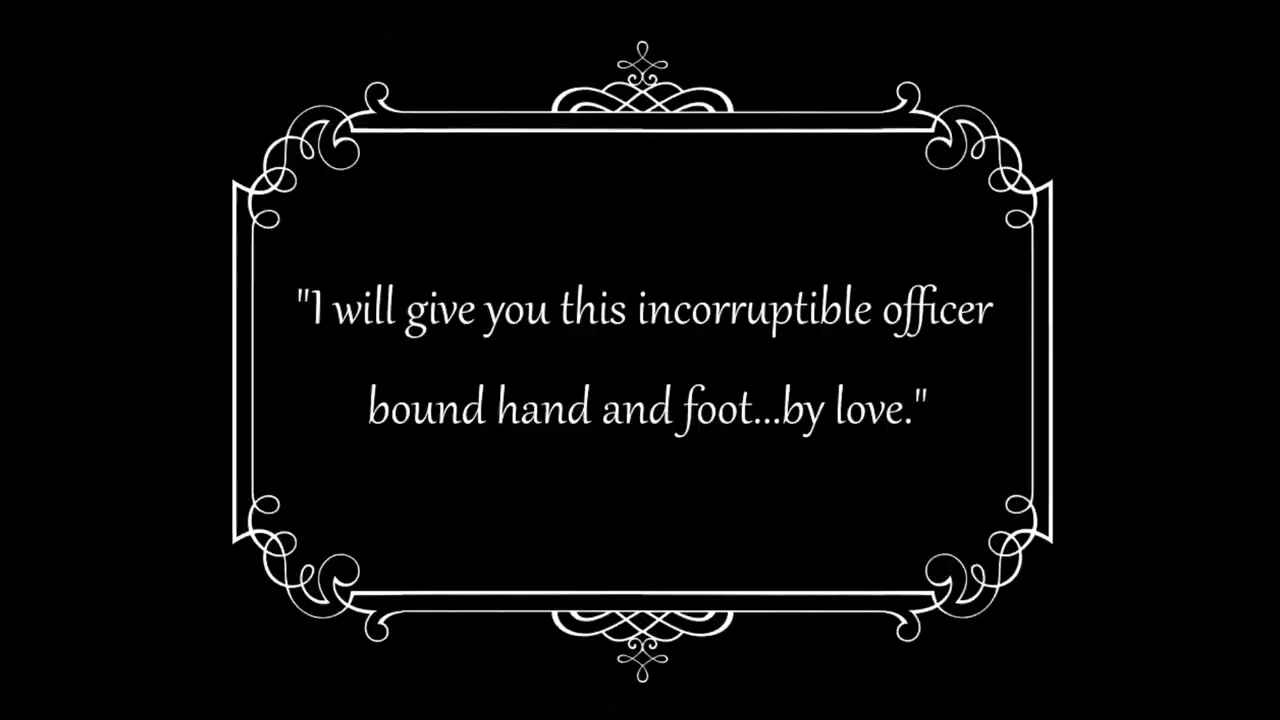 "I will give you this incorruptible officer
bound hand and foot...by love."